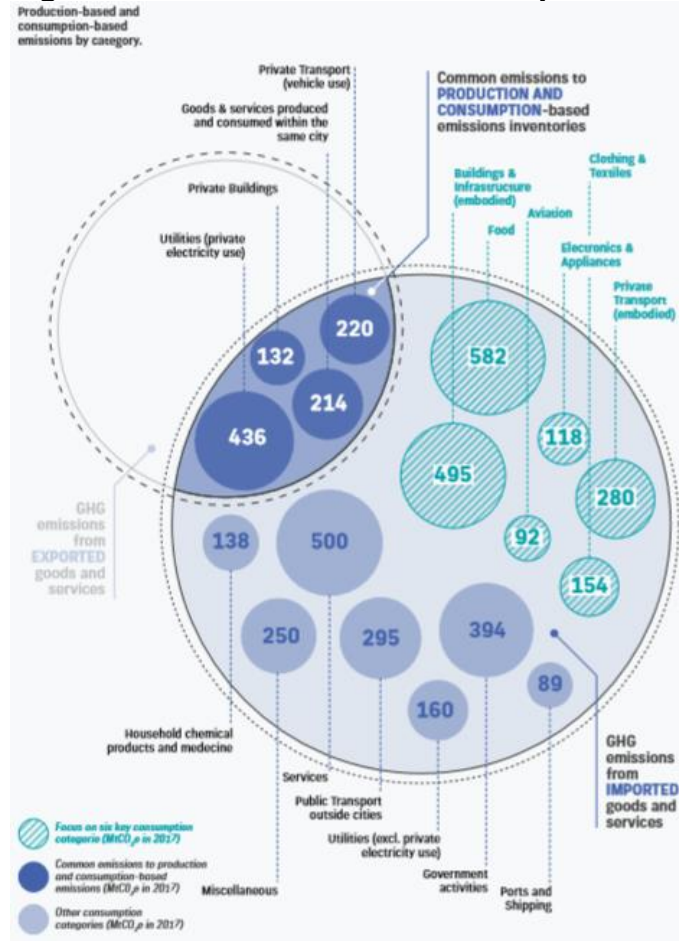 Production-based and
consumption-based
emissions by category.
Private Transport
(vehicle use)
Goods & services produced
and consumed within the
same city
Private Buildings
Utilities (private
electricity use)
Common emissions to
PRODUCTION AND
CONSUMPTION-based
emissions inventories
Clothing &
Textiles
Buildings &
Infrastructure
(embodied)
Aviation
Food
Electronics &
Appliances
Private
Transport
(embodied)
220
132
214
436
582
118
495
280
92
154
138
500
250
295
394
160
89
GHG
emissions
from
EXPORTED
goods and
services
Household chemical
products and medecine
Services
Public Transport
outside cities
Utilities (excl. private
electricity use)
Miscellaneous
Government
activities
Ports and
Shipping
GHG
emissions
from
IMPORTED
goods and
services
Focus on six key consumption
categorie (MtCO₂e in 2017)
Common emissions to production
and consumption-based
emissions (MtCO₂e in 2017)
Other consumption
categories (MtCO₂e in 2017)